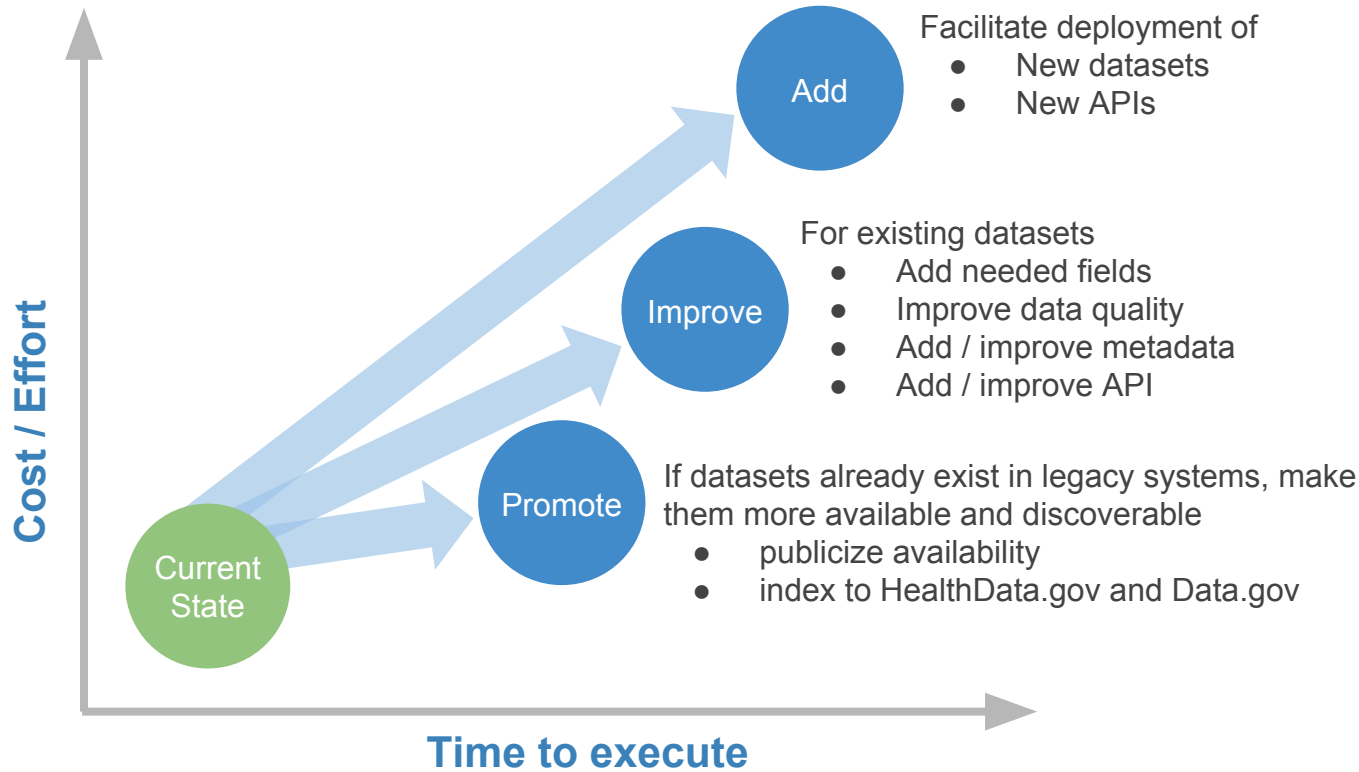 Facilitate deployment of
● New datasets
● New APIs
Add
For existing datasets
● Add needed fields
● Improve data quality
● Add / improve metadata
● Add / improve API
Improve
If datasets already exist in legacy systems, make
them more available and discoverable
● publicize availability
● index to HealthData.gov and Data.gov
Promote
Current
State
Cost / Effort
Time to execute